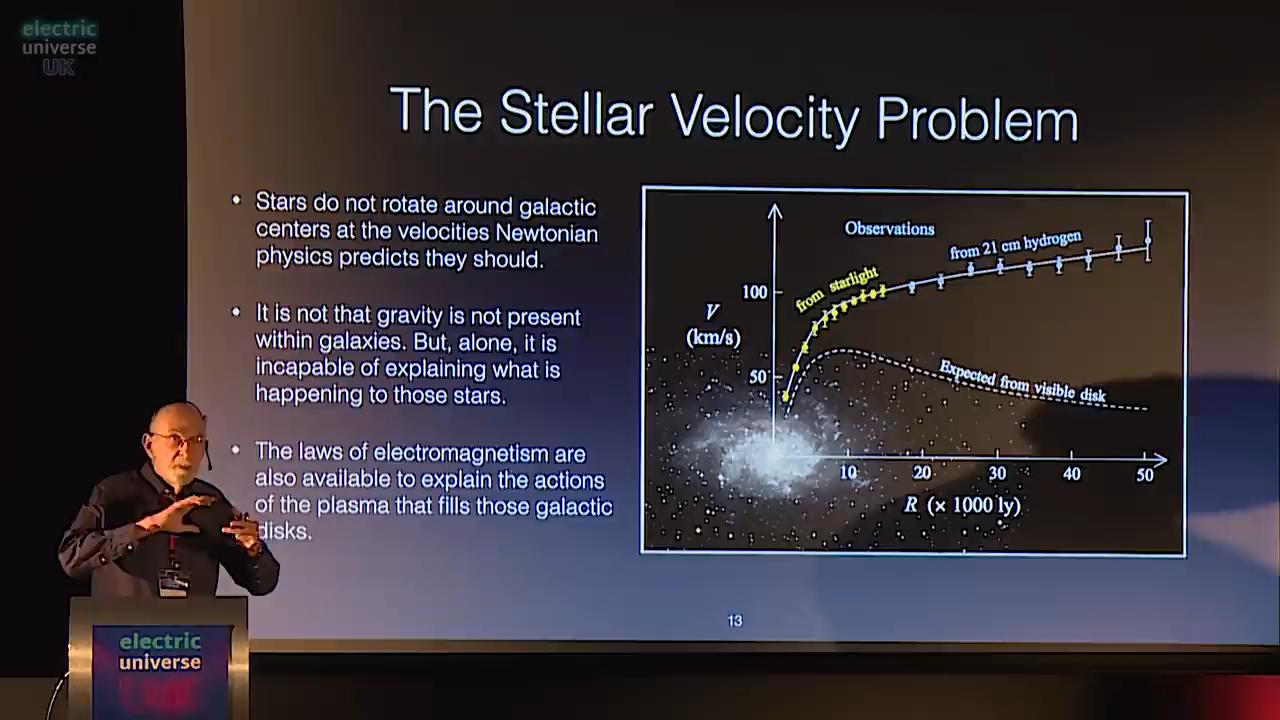 electric
universe
UK
The Stellar Velocity Problem
• Stars do not rotate around galactic
centers at the velocities Newtonian
physics predicts they should.
• It is not that gravity is not present
within galaxies. But, alone, it is
incapable of explaining what is
happening to those stars.
• The laws of electromagnetism are
also available to explain the actions
of the plasma that fills those galactic
disks.
Observations
from starlight
from 21 cm hydrogen
100
V
(km/s)
50
Expected from visible disk
10 20 30 40 50
R (× 1000 ly)
13
electric
universe